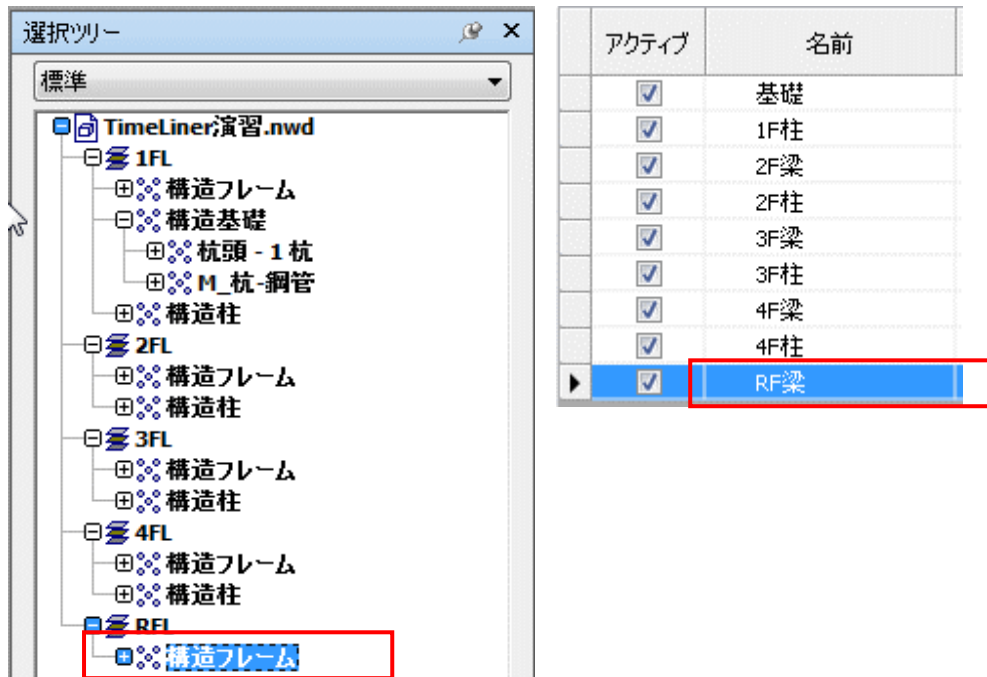 選択ツリー
標準
TimeLiner演習.nwd
1FL
構造フレーム
構造基礎
杭頭 - 1 杭
M_杭-鋼管
構造柱
2FL
構造フレーム
構造柱
3FL
構造フレーム
構造柱
4FL
構造フレーム
構造柱
RFL
構造フレーム
アクティブ 名前
基礎
1F柱
2F梁
2F柱
3F梁
3F柱
4F梁
4F柱
RF梁